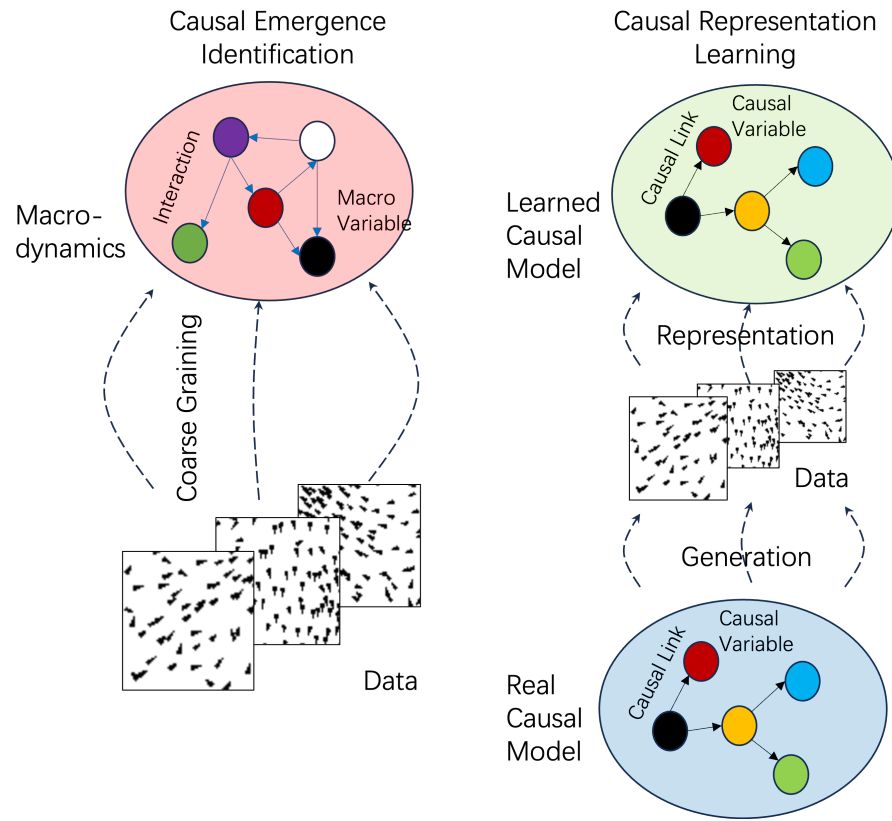 Causal Emergence
Identification
Interaction
Macro
Variable
Macro-
dynamics
Coarse Graining
Data
Causal Representation
Learning
Causal
Variable
Causal Link
Learned
Causal
Model
Representation
Data
Generation
Causal
Variable
Causal Link
Real
Causal
Model